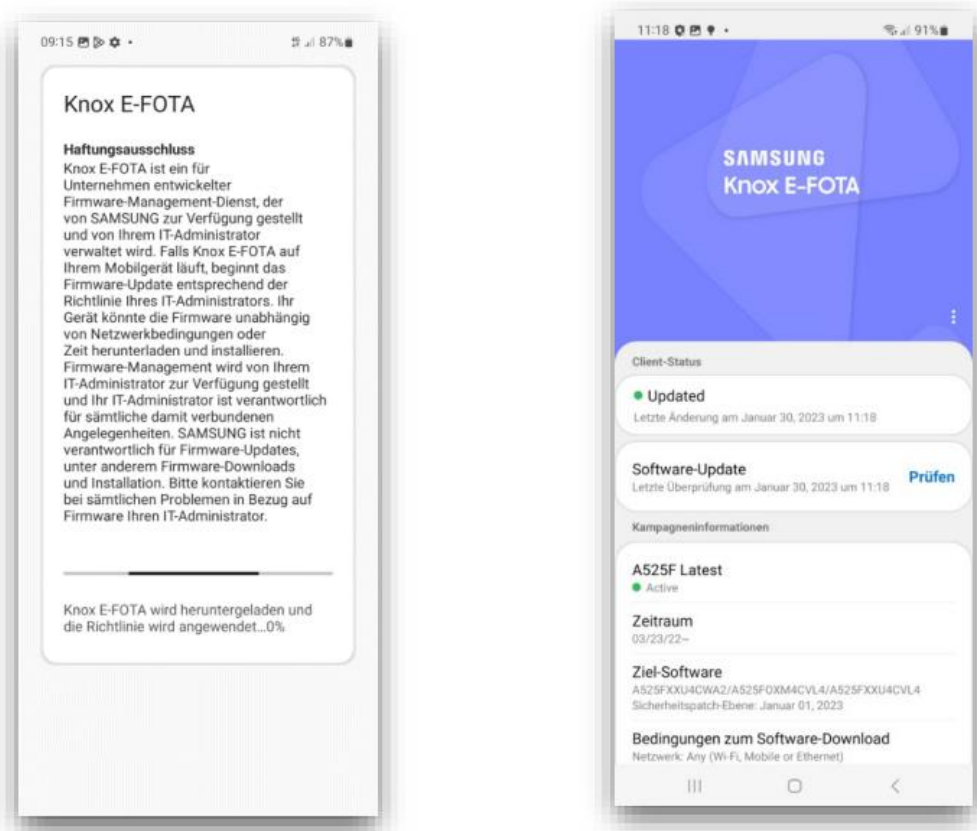 09:15
87%
Knox E-FOTA
Haftungsausschluss
Knox E-FOTA ist ein für
Unternehmen entwickelter
Firmware-Management-Dienst, der
von SAMSUNG zur Verfügung gestellt
und von Ihrem IT-Administrator
verwaltet wird. Falls Knox E-FOTA auf
Ihrem Mobilgerät läuft, beginnt das
Firmware-Update entsprechend der
Richtlinie Ihres IT-Administrators. Ihr
Gerät könnte die Firmware unabhängig
von Netzwerkbedingungen oder
Zeit herunterladen und installieren.
Firmware-Management wird von Ihrem
IT-Administrator zur Verfügung gestellt
und Ihr IT-Administrator ist verantwortlich
für sämtliche damit verbundenen
Angelegenheiten. SAMSUNG ist nicht
verantwortlich für Firmware-Updates,
unter anderem Firmware-Downloads
und Installation. Bitte kontaktieren Sie
bei sämtlichen Problemen in Bezug auf
Firmware Ihren IT-Administrator.
Knox E-FOTA wird heruntergeladen und
die Richtlinie wird angewendet...0%
11:18
91%
SAMSUNG
Knox E-FOTA
Client-Status
Updated
Letzte Änderung am Januar 30, 2023 um 11:18
Software-Update
Letzte Überprüfung am Januar 30, 2023 um 11:18
Prüfen
Kampagneninformationen
A525F Latest
Active
Zeitraum
03/23/22~
Ziel-Software
A525FXXU4CWA2/A525FOXM4CVL4/A525FXXU4CVL4
Sicherheitspatch-Ebene: Januar 01, 2023
Bedingungen zum Software-Download
Netzwerk: Any (Wi-Fi, Mobile or Ethernet)